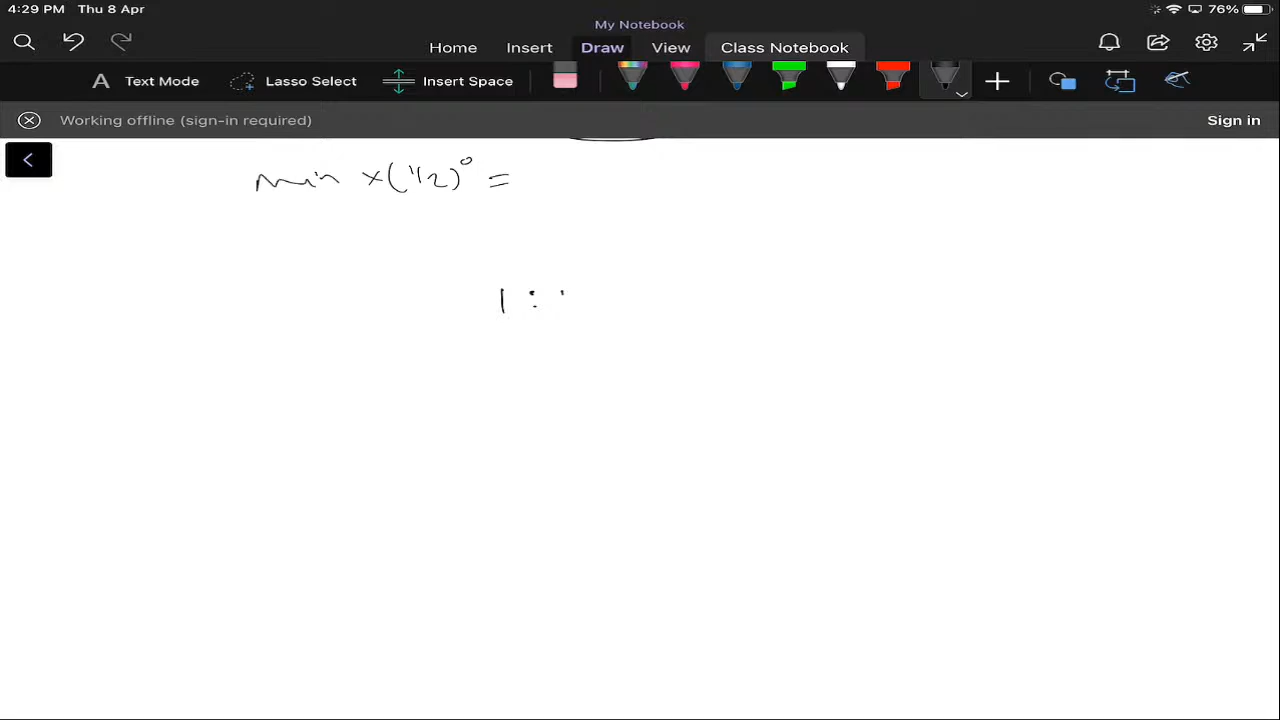 4:29 PM Thu 8 Apr
76%
My Notebook
Home Insert Draw View Class Notebook
Text Mode Lasso Select Insert Space
Working offline (sign-in required) Sign in
min ×(1/2)° =
1 :